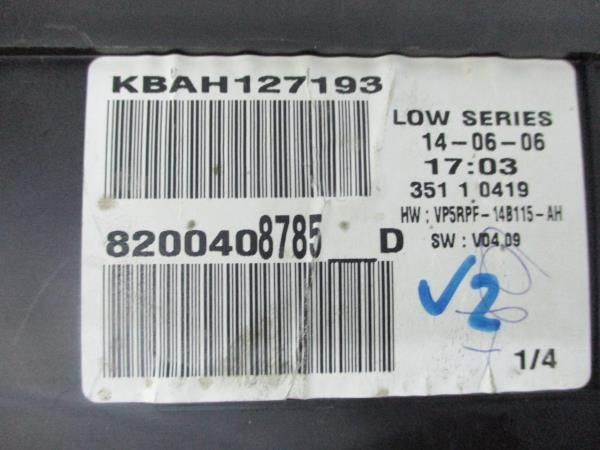 KBAH127193
LOW SERIES
14-06-06
17:03
351 1 0419
HW : VP5RPF-14B115-AH
8200408785__D
SW : V04.09
V2
1/4